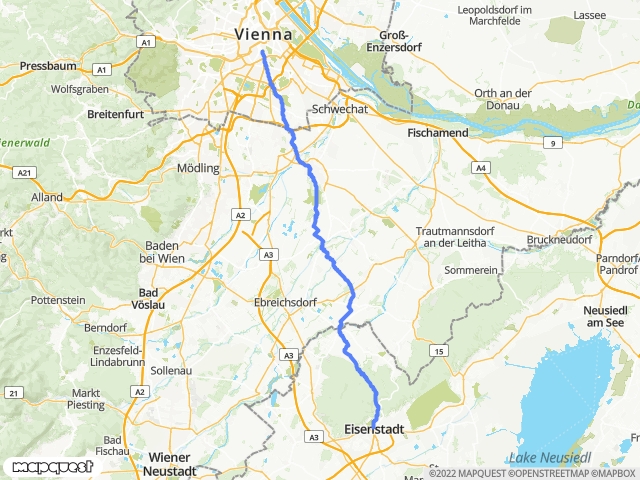 Leopoldsdorf im
Marchfelde
Lassee
Vienna
Groß-
Enzersdorf
A1
Pressbaum
A1
Wolfsgraben
Orth an der
Donau
Breitenfurt
Schwechat
Fischamend
9
A21
Mödling
A4
Alland
A2
Trautmannsdorf
an der Leitha
Bruckneudorf
Baden
bei Wien
A3
Parndorf/
Pandrof
Sommerein
Bad
Vöslau
Pottenstein
Ebreichsdorf
Neusiedl
am See
Berndorf
Enzesfeld-
Lindabrunn
A3
15
Sollenau
21
Markt
Piesting
A2
Eisenstadt
A3
Bad
Fischau
Wiener
Neustadt
Lake Neusiedl
mapquest
©2022 MAPQUEST ©OPENSTREETMAP ©MAPBOX